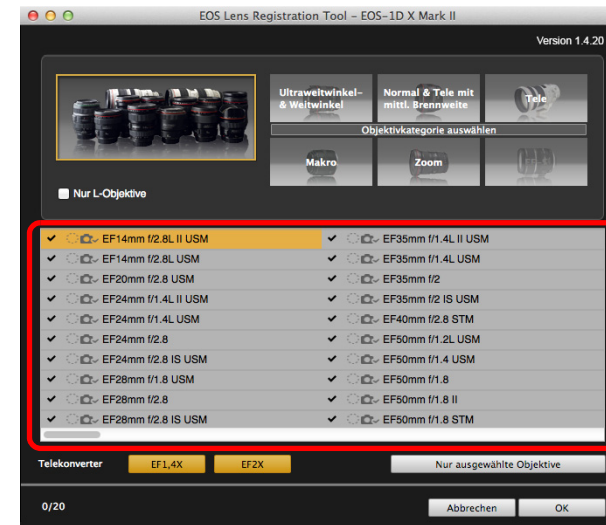 EOS Lens Registration Tool – EOS-1D X Mark II
Version 1.4.20
Ultraweitwinkel-
& Weitwinkel
Normal & Tele mit
mittl. Brennweite
Tele
Objektivkategorie auswählen
Makro
Zoom
Nur L-Objektive
EF14mm f/2.8L II USM
EF14mm f/2.8L USM
EF20mm f/2.8 USM
EF24mm f/1.4L II USM
EF24mm f/1.4L USM
EF24mm f/2.8
EF24mm f/2.8 IS USM
EF28mm f/1.8 USM
EF28mm f/2.8
EF28mm f/2.8 IS USM
EF35mm f/1.4L II USM
EF35mm f/1.4L USM
EF35mm f/2
EF35mm f/2 IS USM
EF40mm f/2.8 STM
EF50mm f/1.2L USM
EF50mm f/1.4 USM
EF50mm f/1.8
EF50mm f/1.8 II
EF50mm f/1.8 STM
Telekonverter
EF1,4X
EF2X
Nur ausgewählte Objektive
0/20
Abbrechen
OK